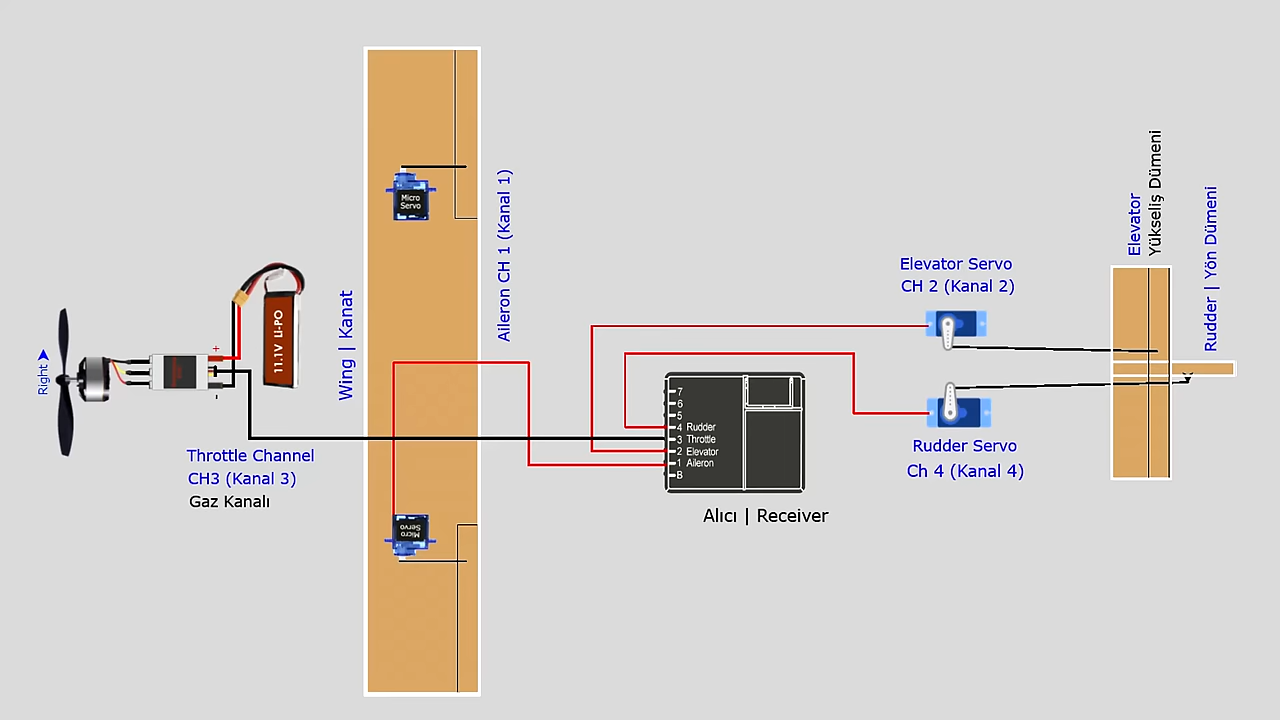 Right
+
-
11.1V Li-PO
Throttle Channel
CH3 (Kanal 3)
Gaz Kanalı
Wing | Kanat
Micro
Servo
Micro
Servo
Aileron CH 1 (Kanal 1)
7
6
5
4 Rudder
3 Throttle
2 Elevator
1 Aileron
B
Alıcı | Receiver
Elevator Servo
CH 2 (Kanal 2)
Rudder Servo
Ch 4 (Kanal 4)
Elevator
Yükseliş Dümeni
Rudder | Yön Dümeni